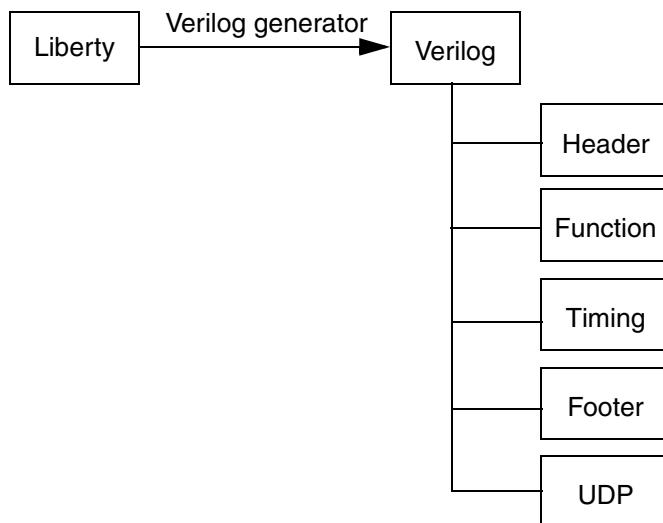 Liberty
Verilog generator
Verilog
Header
Function
Timing
Footer
UDP